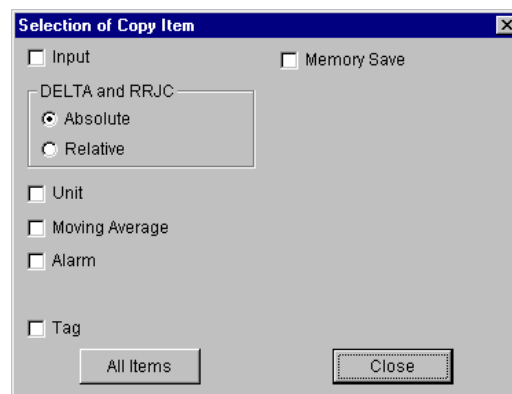 Selection of Copy Item
Input
Memory Save
DELTA and RRJC
Absolute
Relative
Unit
Moving Average
Alarm
Tag
All Items
Close